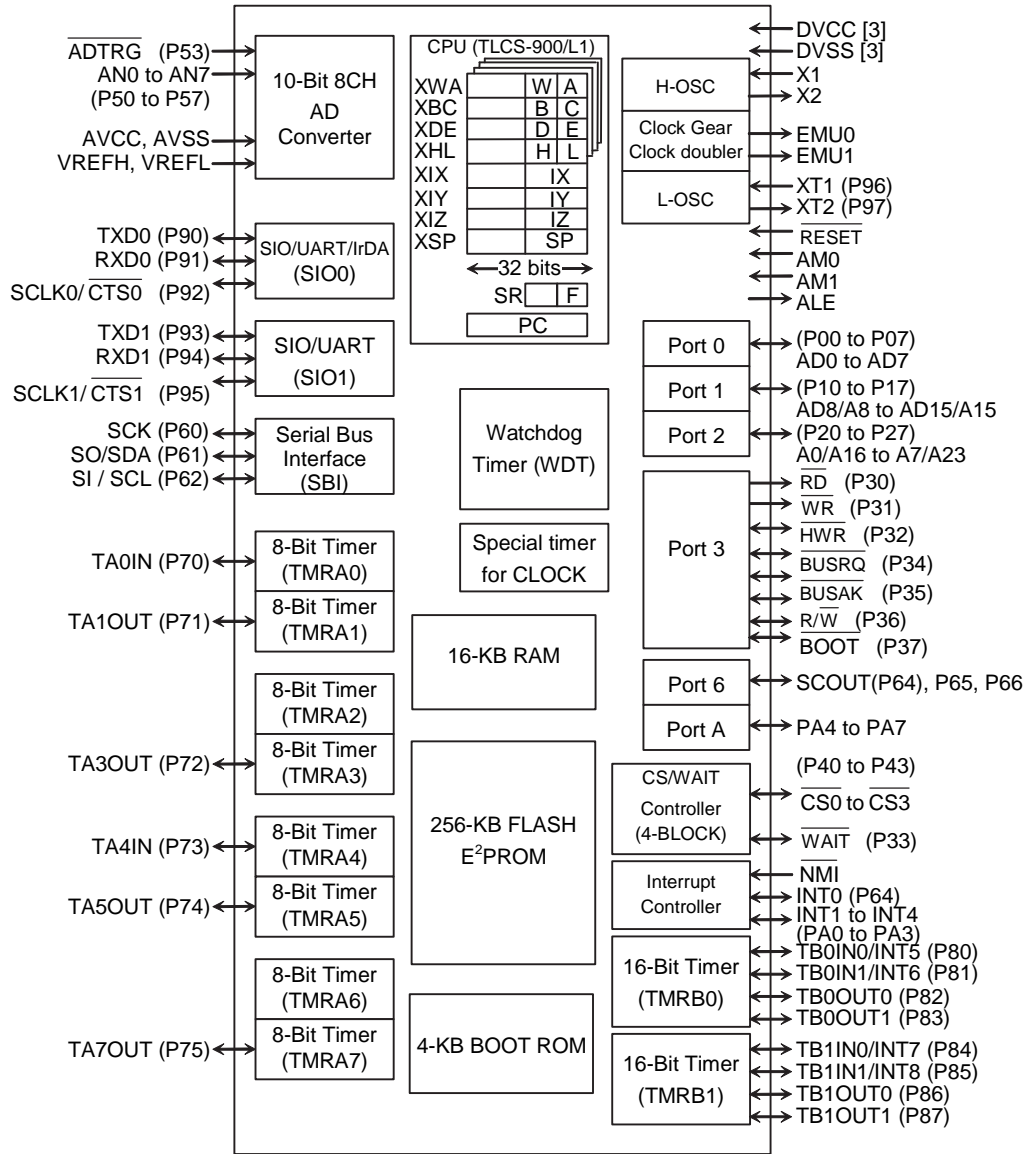 ADTRG (P53)
AN0 to AN7
(P50 to P57)
AVCC, AVSS
VREFH, VREFL
10-Bit 8CH
AD
Converter
TXD0 (P90)
RXD0 (P91)
SCLK0/ CTS0 (P92)
SIO/UART/IrDA
(SIO0)
TXD1 (P93)
RXD1 (P94)
SCLK1/ CTS1 (P95)
SIO/UART
(SIO1)
SCK (P60)
SO/SDA (P61)
SI / SCL (P62)
Serial Bus
Interface
(SBI)
TA0IN (P70)
8-Bit Timer
(TMRA0)
TA1OUT (P71)
8-Bit Timer
(TMRA1)
8-Bit Timer
(TMRA2)
TA3OUT (P72)
8-Bit Timer
(TMRA3)
TA4IN (P73)
8-Bit Timer
(TMRA4)
TA5OUT (P74)
8-Bit Timer
(TMRA5)
8-Bit Timer
(TMRA6)
TA7OUT (P75)
8-Bit Timer
(TMRA7)
CPU (TLCS-900/L1)
XWA W A
XBC B C
XDE D E
XHL H L
XIX IX
XIY IY
XIZ IZ
XSP SP
32 bits
SR F
PC
Watchdog
Timer (WDT)
Special timer
for CLOCK
16-KB RAM
256-KB FLASH
E²PROM
4-KB BOOT ROM
H-OSC
Clock Gear
Clock doubler
L-OSC
DVCC [3]
DVSS [3]
X1
X2
EMU0
EMU1
XT1 (P96)
XT2 (P97)
RESET
AM0
AM1
ALE
Port 0
(P00 to P07)
AD0 to AD7
Port 1
(P10 to P17)
AD8/A8 to AD15/A15
Port 2
(P20 to P27)
A0/A16 to A7/A23
Port 3
RD (P30)
WR (P31)
HWR (P32)
BUSRQ (P34)
BUSAK (P35)
R/W (P36)
BOOT (P37)
Port 6
SCOUT(P64), P65, P66
Port A
PA4 to PA7
CS/WAIT
Controller
(4-BLOCK)
(P40 to P43)
CS0 to CS3
WAIT (P33)
Interrupt
Controller
NMI
INT0 (P64)
INT1 to INT4
(PA0 to PA3)
16-Bit Timer
(TMRB0)
TB0IN0/INT5 (P80)
TB0IN1/INT6 (P81)
TB0OUT0 (P82)
TB0OUT1 (P83)
16-Bit Timer
(TMRB1)
TB1IN0/INT7 (P84)
TB1IN1/INT8 (P85)
TB1OUT0 (P86)
TB1OUT1 (P87)